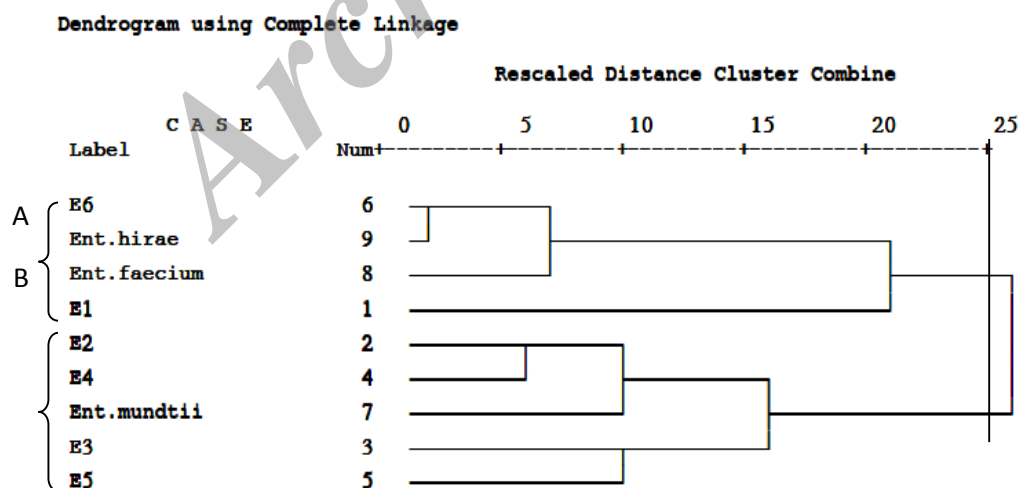 Dendrogram using Complete Linkage
Rescaled Distance Cluster Combine
C A S E 0 5 10 15 20 25
Label Num+---------+---------+---------+---------+---------+
A E6 6
Ent.hirae 9
B Ent.faecium 8
E1 1
E2 2
E4 4
Ent.mundtii 7
E3 3
E5 5